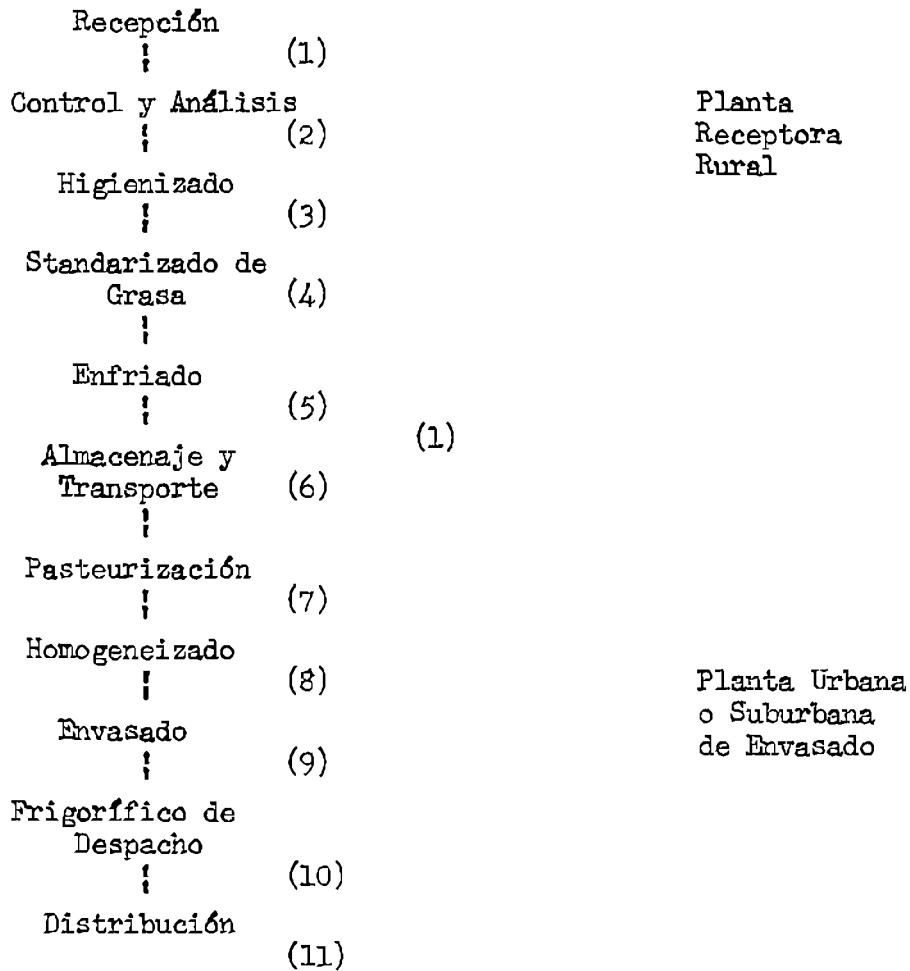 Recepción
(1)
Control y Análisis
(2)
Planta
Receptora
Rural
Higienizado
(3)
Standarizado de
Grasa (4)
Enfriado
(5)
(1)
Almacenaje y
Transporte (6)
Pasteurización
(7)
Homogeneizado
(8)
Planta Urbana
o Suburbana
de Envasado
Envasado
(9)
Frigorífico de
Despacho
(10)
Distribución
(11)